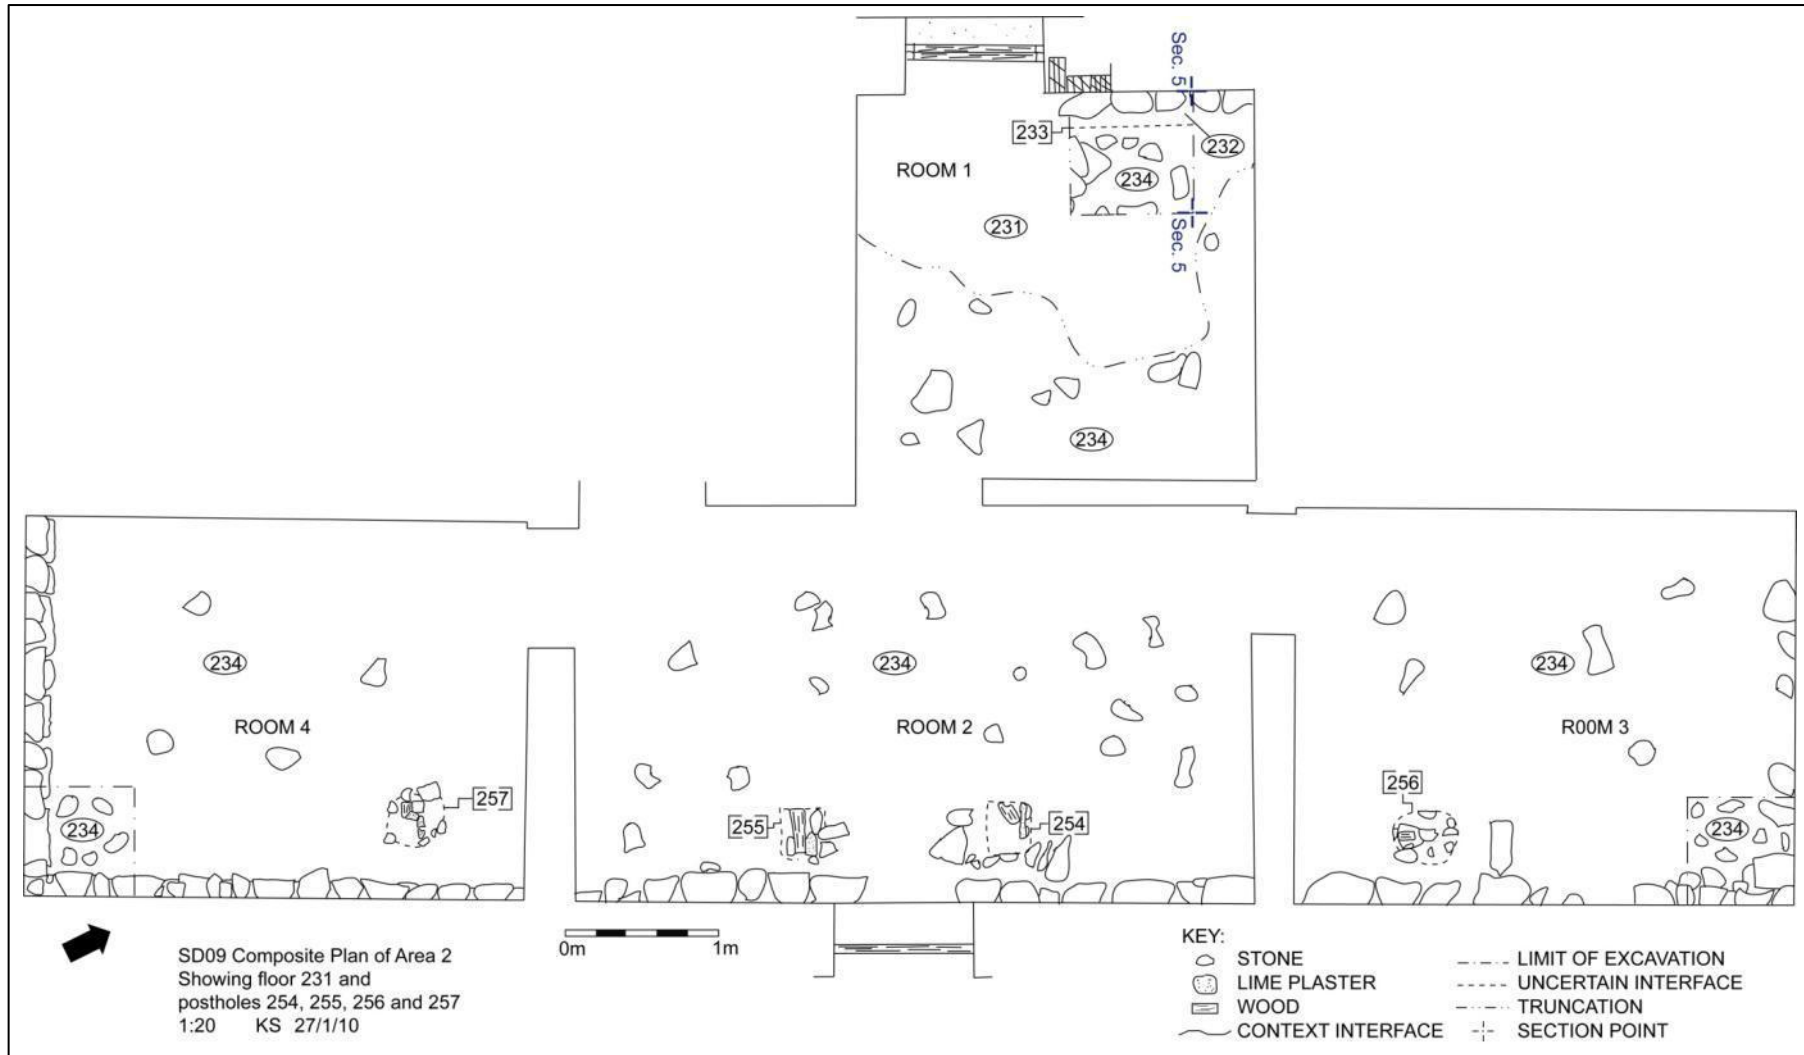 Sec. 5
233
232
ROOM 1
234
231
Sec. 5
234
234
234
234
ROOM 4
ROOM 2
R00M 3
257
256
255
254
234
234
0m
1m
SD09 Composite Plan of Area 2
Showing floor 231 and
postholes 254, 255, 256 and 257
1:20 KS 27/1/10
KEY:
STONE
LIME PLASTER
WOOD
CONTEXT INTERFACE
LIMIT OF EXCAVATION
UNCERTAIN INTERFACE
TRUNCATION
SECTION POINT